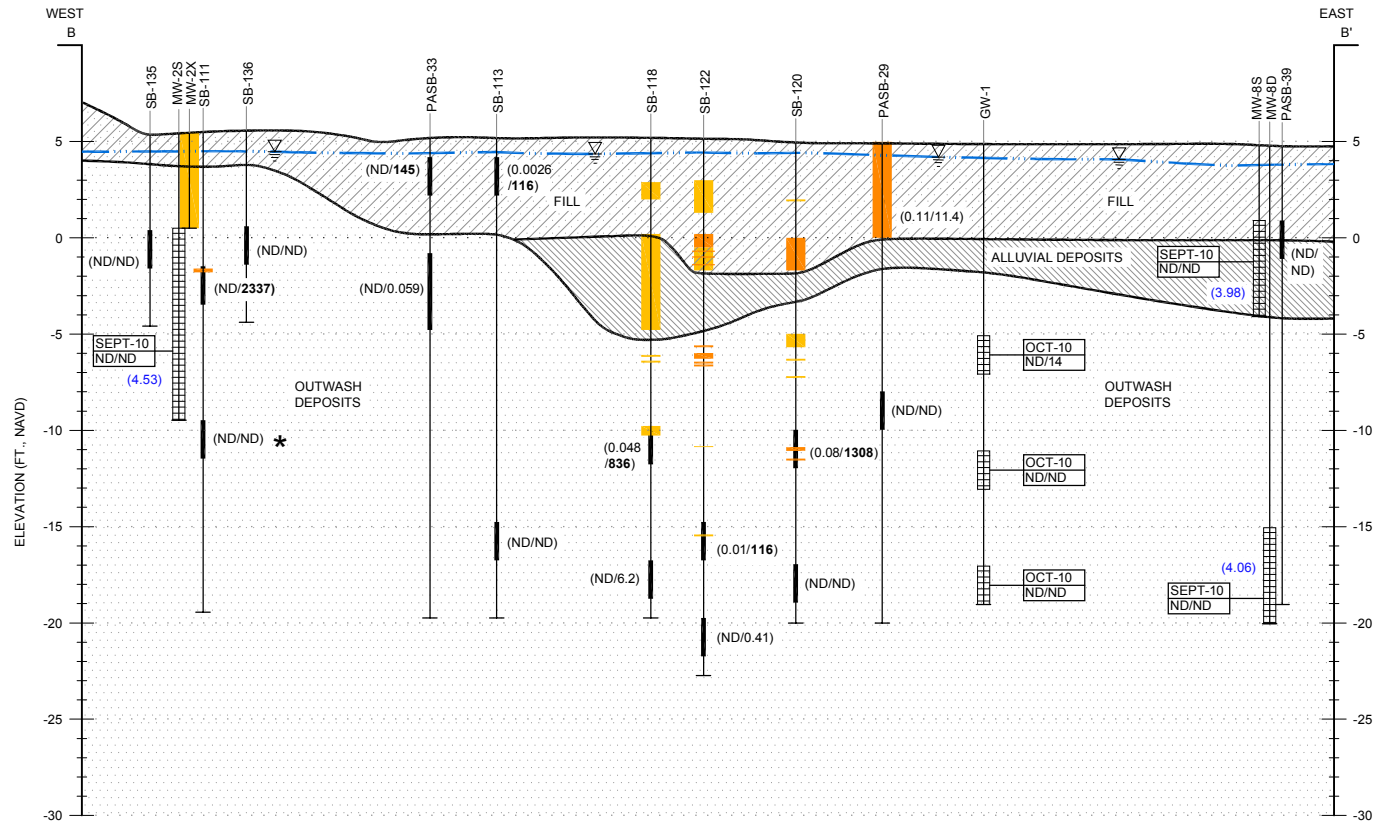 WEST
B
EAST
B'
SB-135
MW-2S
MW-2X
SB-111
SB-136
PASB-33
SB-113
SB-118
SB-122
SB-120
PASB-29
GW-1
MW-8S
MW-8D
PASB-39
5
0
-5
-10
-15
-20
-25
-30
ELEVATION (FT., NAVD)
5
0
-5
-10
-15
-20
-25
-30
(ND/145)
(0.0026
/116)
FILL
(0.11/11.4)
FILL
(ND/ND)
(ND/ND)
(ND/2337)
(ND/0.059)
ALLUVIAL DEPOSITS
SEPT-10
ND/ND
(3.98)
(ND/
ND)
SEPT-10
ND/ND
(4.53)
OUTWASH
DEPOSITS
OCT-10
ND/14
OUTWASH
DEPOSITS
(ND/ND)
*
(0.048
/836)
(0.08/1308)
(ND/ND)
OCT-10
ND/ND
(ND/ND)
(ND/6.2)
(0.01/116)
(ND/ND)
OCT-10
ND/ND
(4.06)
SEPT-10
ND/ND
(ND/0.41)